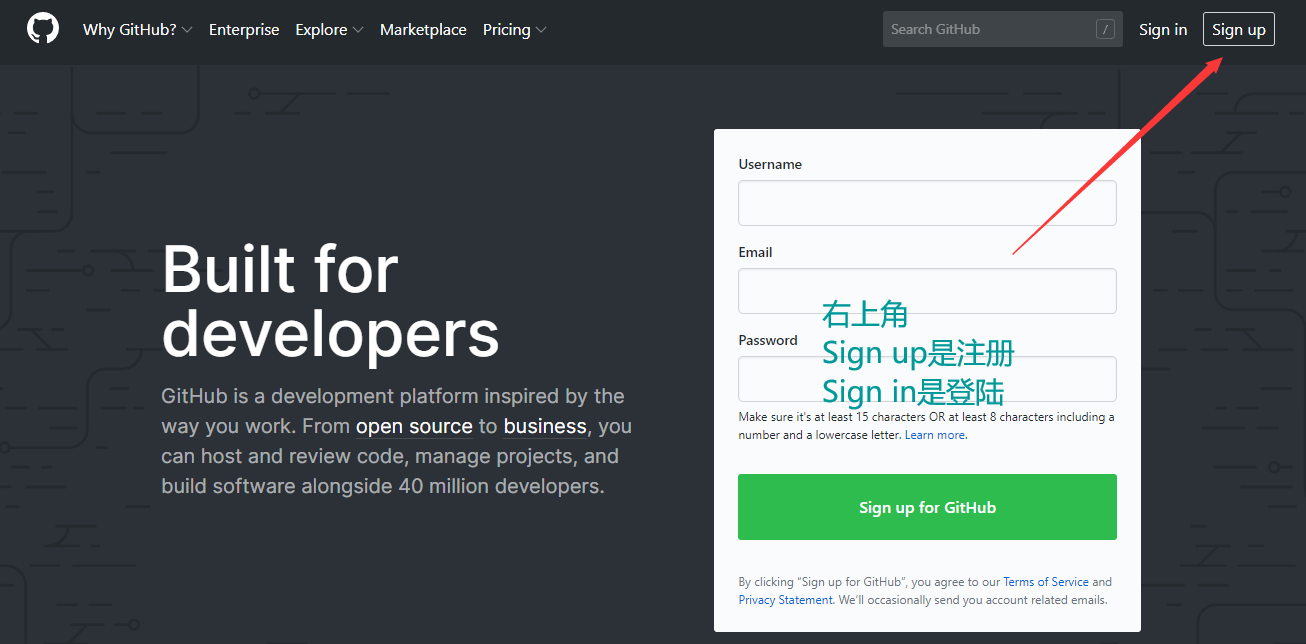 Why GitHub? Enterprise Explore Marketplace Pricing Search GitHub / Sign in Sign up
Built for
developers
GitHub is a development platform inspired by the
way you work. From open source to business, you
can host and review code, manage projects, and
build software alongside 40 million developers.
Username
Email
右上角
Password
Sign up是注册
Sign in是登陆
Make sure it's at least 15 characters OR at least 8 characters including a
number and a lowercase letter. Learn more.
Sign up for GitHub
By clicking “Sign up for GitHub”, you agree to our Terms of Service and
Privacy Statement. We’ll occasionally send you account related emails.